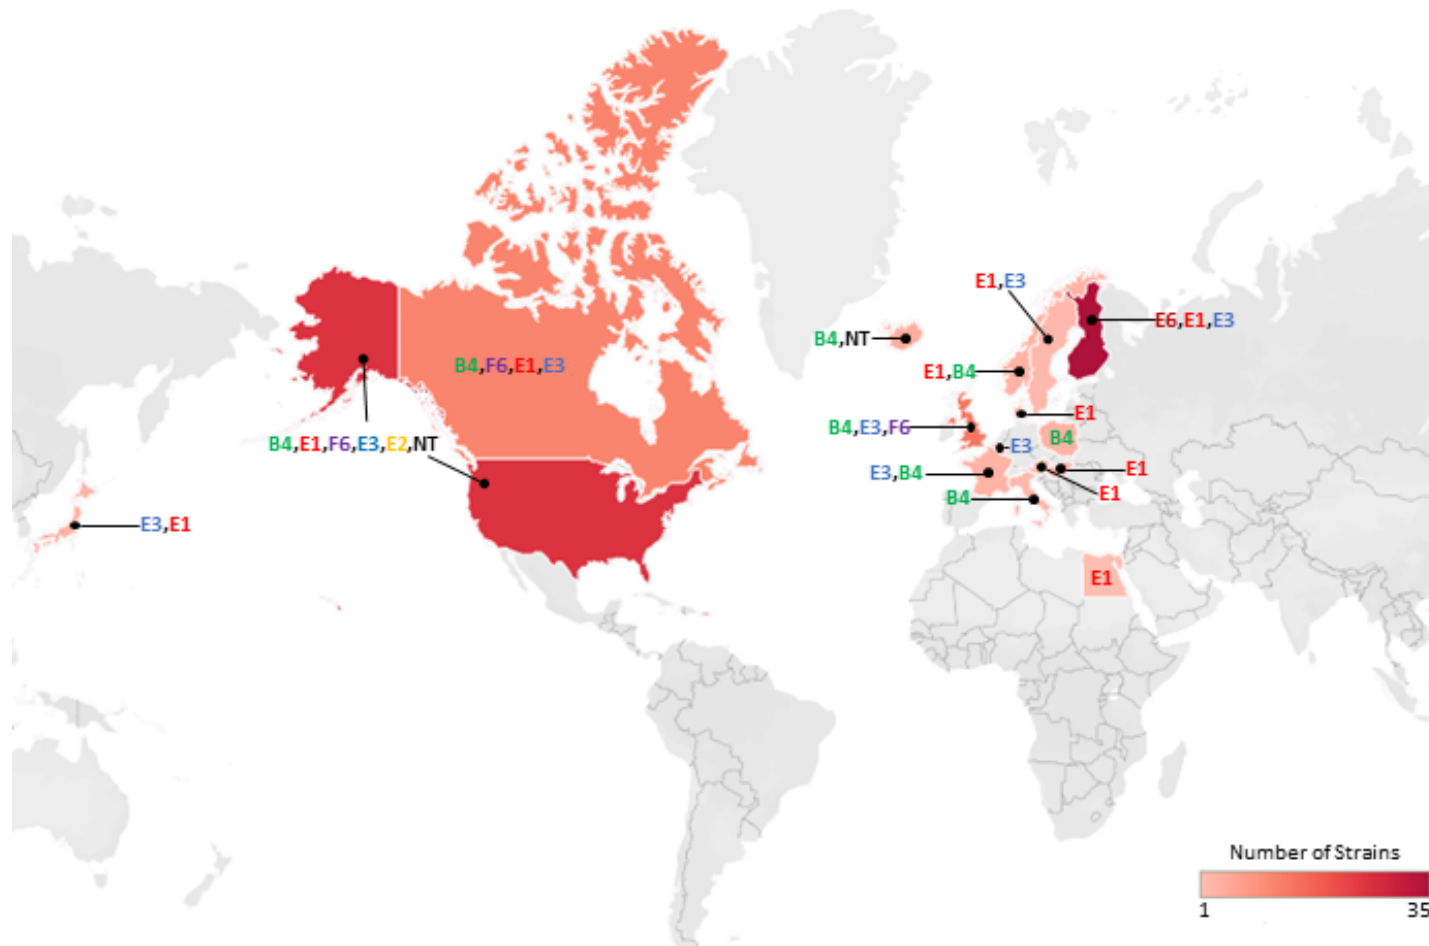 E1,E3
E6,E1,E3
B4,NT
B4,F6,E1,E3
E1,B4
E1
B4,E3,F6
B4
B4,E1,F6,E3,E2,NT
E3
E3,B4
E1
E1
B4
E3,E1
E1
Number of Strains
1
35